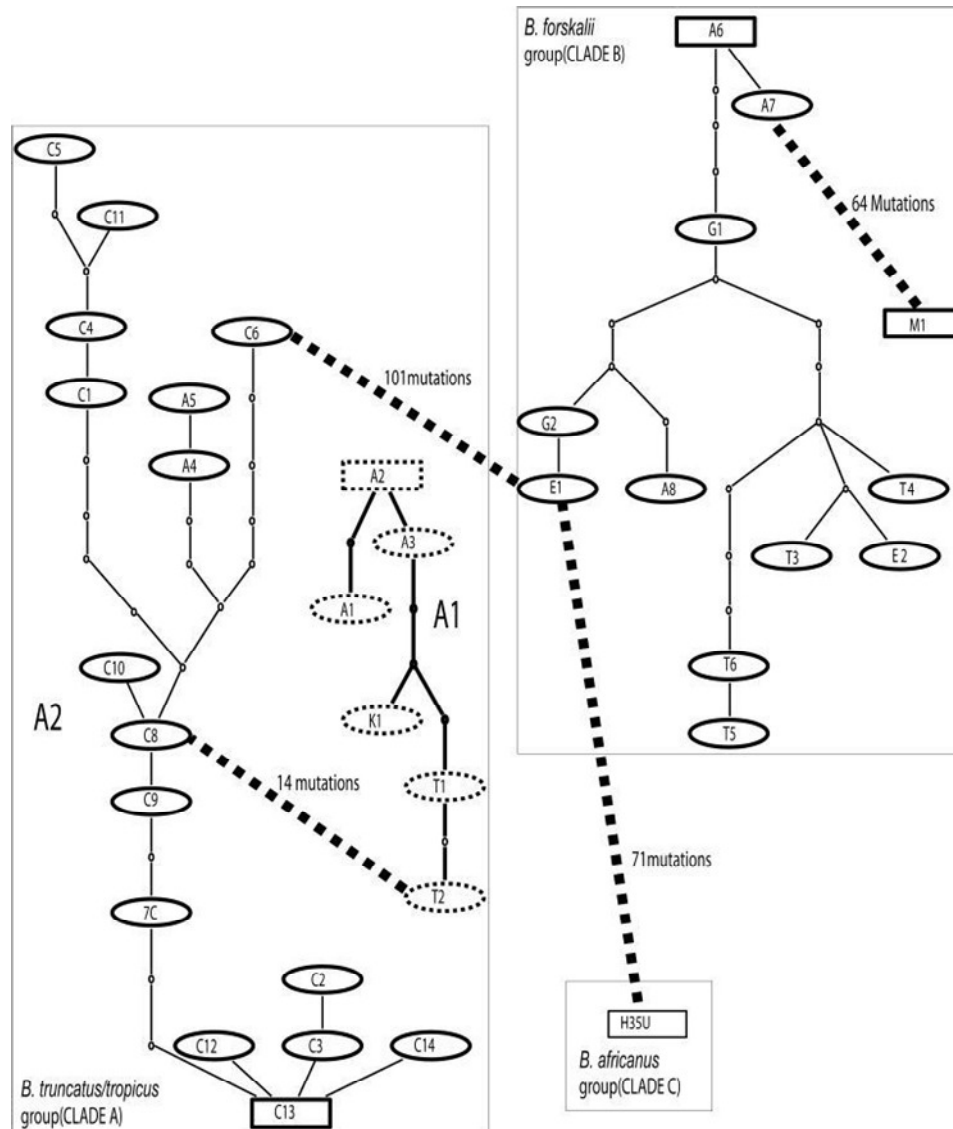 B. forskalii
group(CLADE B)
A6
A7
64 Mutations
G1
M1
G2
E1
A8
T4
T3
E 2
T6
T5
C5
C11
C4
C1
C6
101mutations
A5
A4
A2
A3
A1
A1
K1
T1
T2
C10
A2
C8
14 mutations
C9
7C
C2
C12
C3
C14
C13
B. truncatus/tropicus
group(CLADE A)
71mutations
H35U
B. africanus
group(CLADE C)